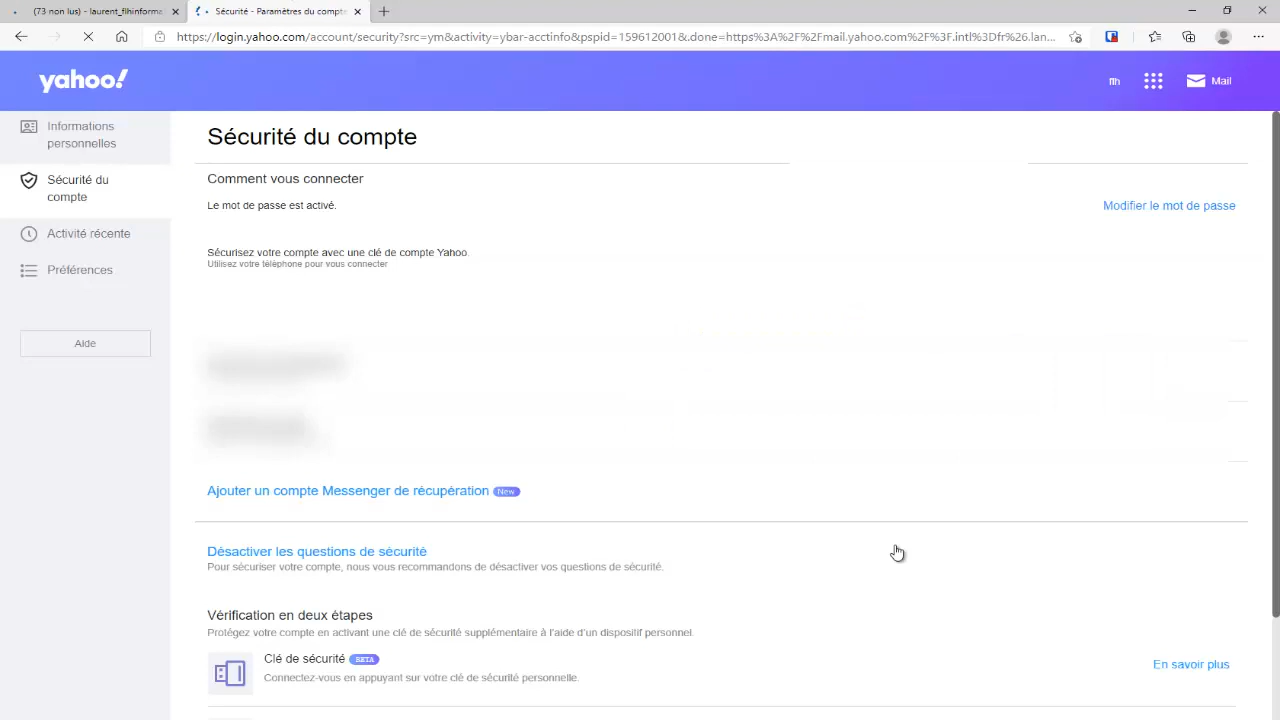 (73 non lus) - laurent_flhinforma
Sécurité - Paramètres du compte
https://login.yahoo.com/account/security?src=ym&activity=ybar-acctinfo&pspid=159612001&.done=https%3A%2F%2Fmail.yahoo.com%2F%3F.intl%3Dfr%26.lan...
yahoo!
flh
Mail
Informations
personnelles
Sécurité du
compte
Activité récente
Préférences
Aide
Sécurité du compte
Comment vous connecter
Le mot de passe est activé.
Modifier le mot de passe
Sécurisez votre compte avec une clé de compte Yahoo.
Utilisez votre téléphone pour vous connecter
Ajouter un compte Messenger de récupération New
Désactiver les questions de sécurité
Pour sécuriser votre compte, nous vous recommandons de désactiver vos questions de sécurité.
Vérification en deux étapes
Protégez votre compte en activant une clé de sécurité supplémentaire à l'aide d'un dispositif personnel.
Clé de sécurité BETA
Connectez-vous en appuyant sur votre clé de sécurité personnelle.
En savoir plus